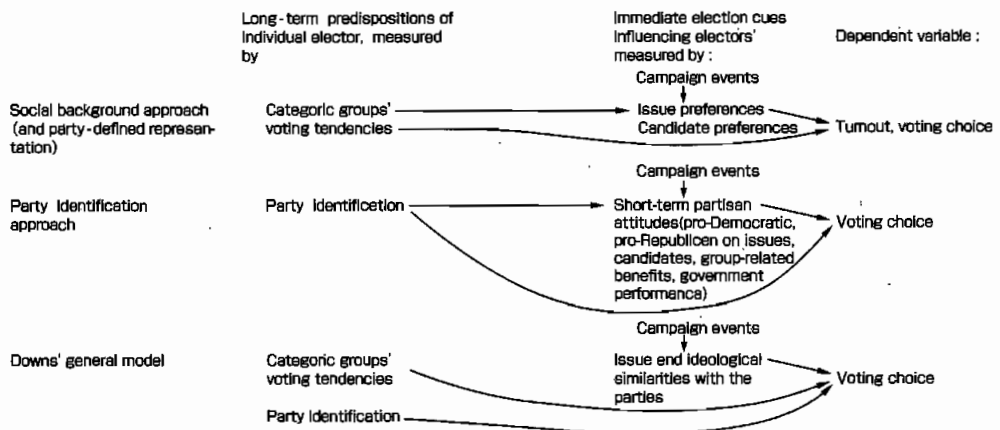 Long-term predispositions of
Individual elector, measured
by
Immediate election cues
Influencing electors'
measured by :
Dependent variable :
Campaign events
Social background approach
(and party-defined represen-
tation)
Categoric groups'
voting tendencies
Issue preferences
Candidate preferences
Turnout, voting choice
Campaign events
Party Identification
approach
Party Identification
Short-term partisan
attitudes(pro-Democratic,
pro-Republicen on issues,
candidates, group-related
benefits, government
performanca)
Voting choice
Campaign events
Downs' general model
Categoric groups'
voting tendencies
Party Identification
Issue end ideological
similarities with the
parties
Voting choice